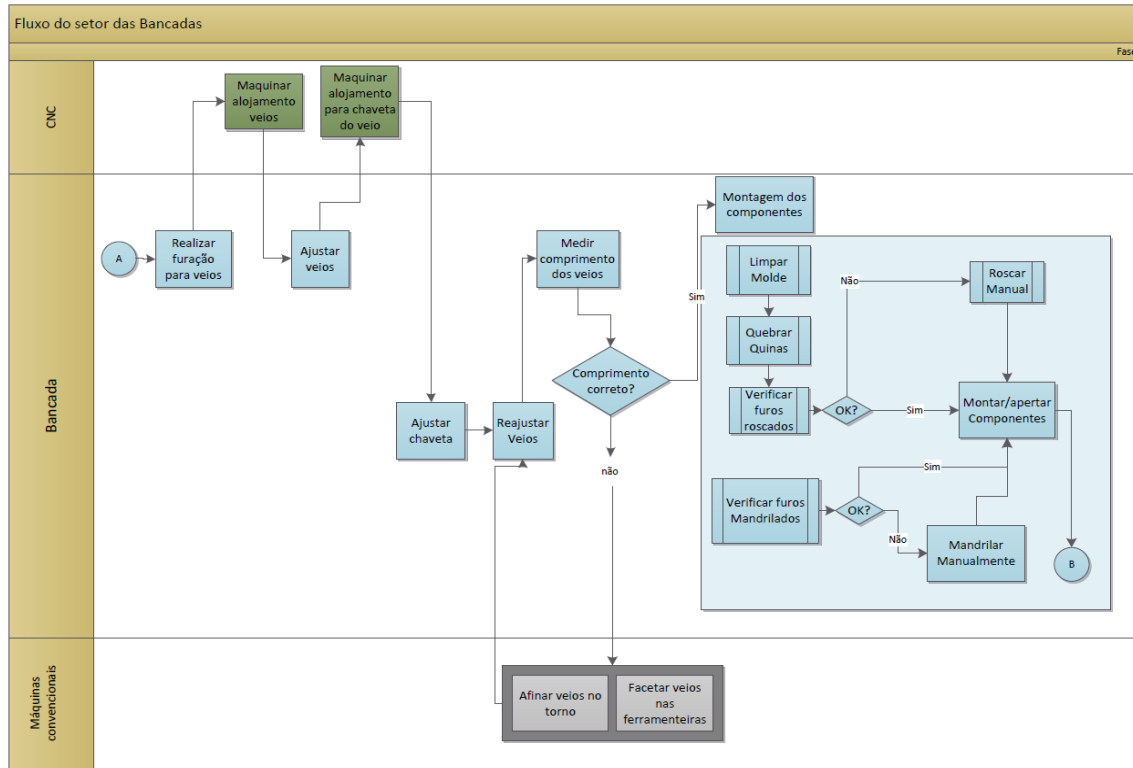 Fluxo do setor das Bancadas
Fase
CNC
Maquinar
alojamento
veios
Maquinar
alojamento
para chaveta
do veio
Bancada
A
Realizar
furação
para veios
Ajustar
veios
Ajustar
chaveta
Reajustar
Veios
Medir
comprimento
dos veios
Comprimento
correto?
Sim
não
Montagem dos
componentes
Limpar
Molde
Quebrar
Quinas
Verificar
furos
roscados
OK?
Não
Sim
Roscar
Manual
Montar/apertar
Componentes
Verificar furos
Mandrilados
OK?
Sim
Não
Mandrilar
Manualmente
B
Máquinas
convencionais
Afinar veios no
torno
Facetar veios
nas
ferramenteiras